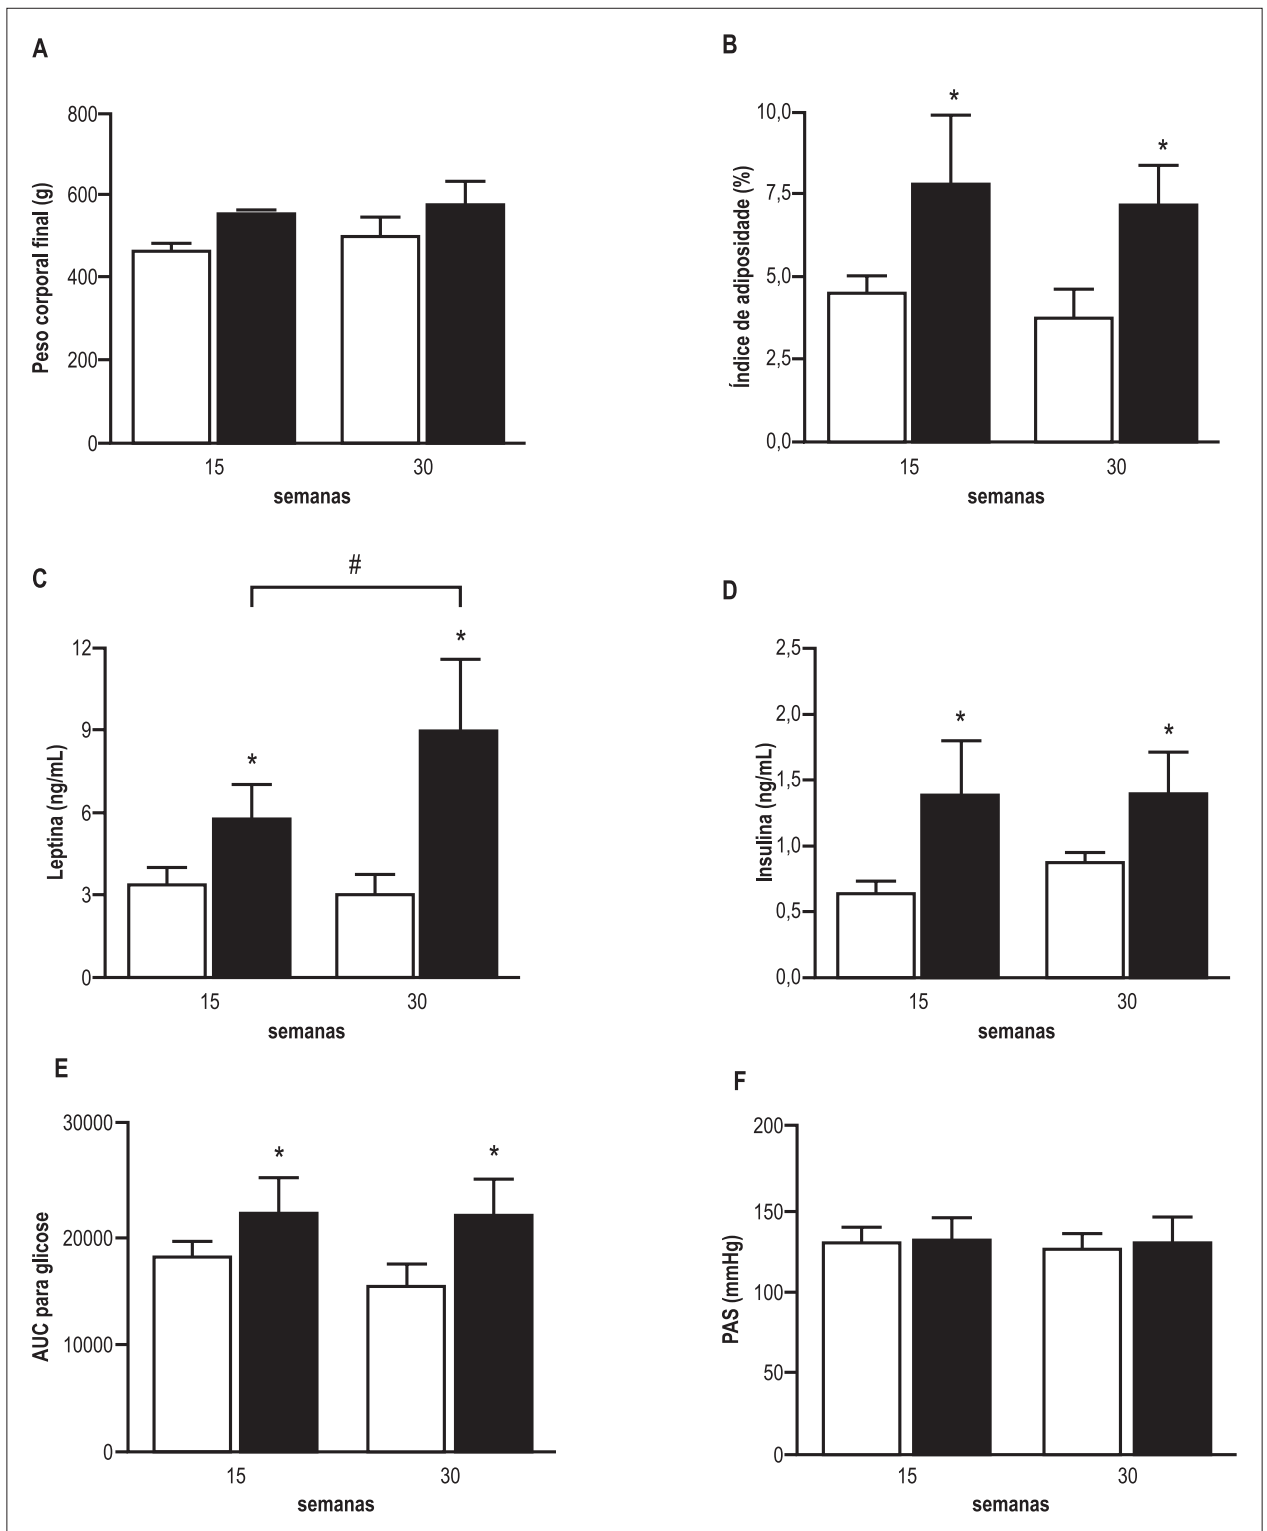 A
Peso corporal final (g)
800
600
400
200
0
15
30
semanas
B
Índice de adiposidade (%)
10,0
7,5
5,0
2,5
0,0
*
*
15
30
semanas
C
#
Leptina (ng/mL)
12
9
6
3
0
*
*
15
30
semanas
D
Insulina (ng/mL)
2,5
2,0
1,5
1,0
0,5
0,0
*
*
15
30
semanas
E
AUC para glicose
30000
20000
10000
0
*
*
15
30
semanas
F
PAS (mmHg)
200
150
100
50
0
15
30
semanas